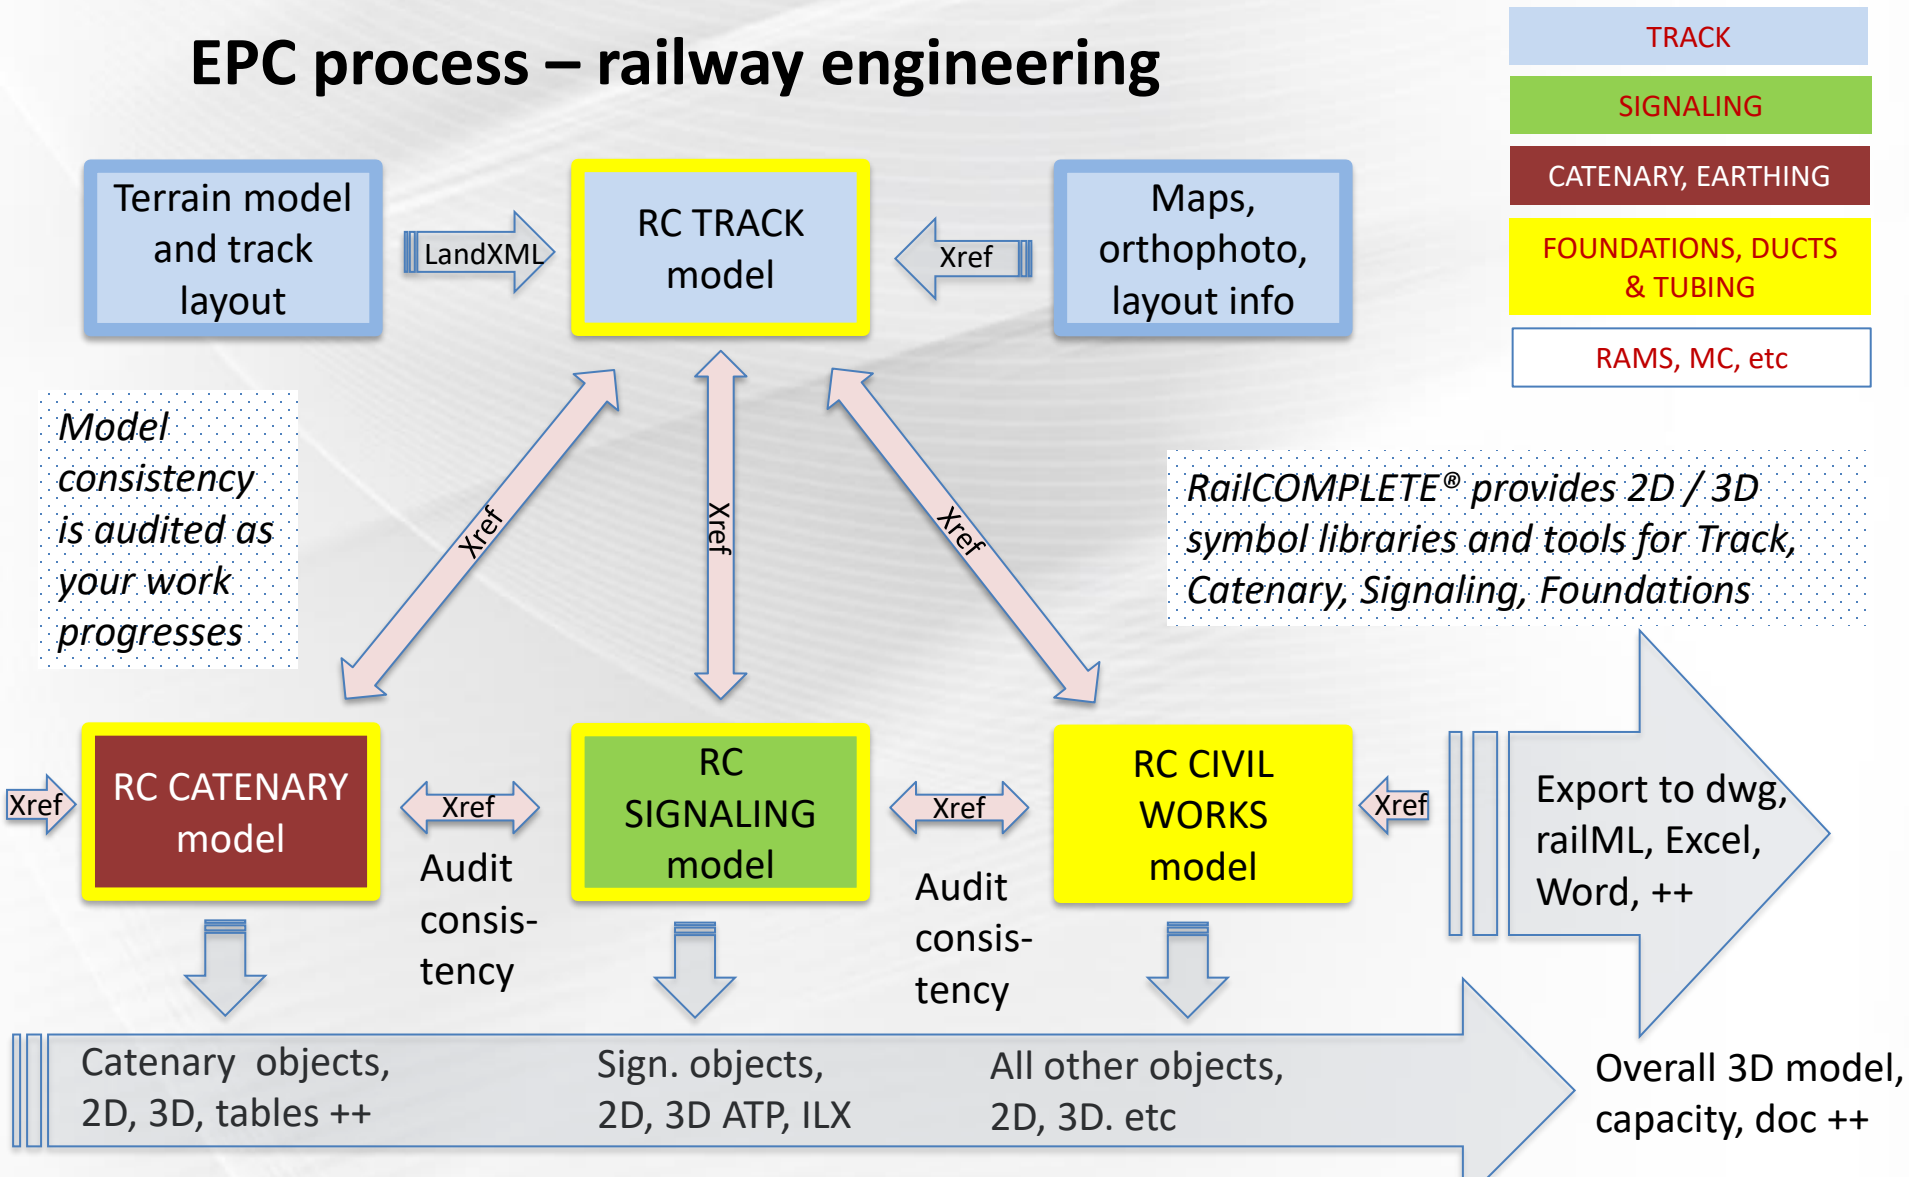 EPC process – railway engineering
TRACK
SIGNALING
CATENARY, EARTHING
FOUNDATIONS, DUCTS
& TUBING
RAMS, MC, etc
Terrain model
and track
layout
LandXML
RC TRACK
model
Xref
Maps,
orthophoto,
layout info
Model
consistency
is audited as
your work
progresses
Xref
Xref
Xref
RailCOMPLETE® provides 2D / 3D
symbol libraries and tools for Track,
Catenary, Signaling, Foundations
Xref
RC CATENARY
model
Xref
Audit
consis-
tency
RC
SIGNALING
model
Xref
Audit
consis-
tency
RC CIVIL
WORKS
model
Xref
Export to dwg,
railML, Excel,
Word, ++
Catenary objects,
2D, 3D, tables ++
Sign. objects,
2D, 3D ATP, ILX
All other objects,
2D, 3D. etc
Overall 3D model,
capacity, doc ++